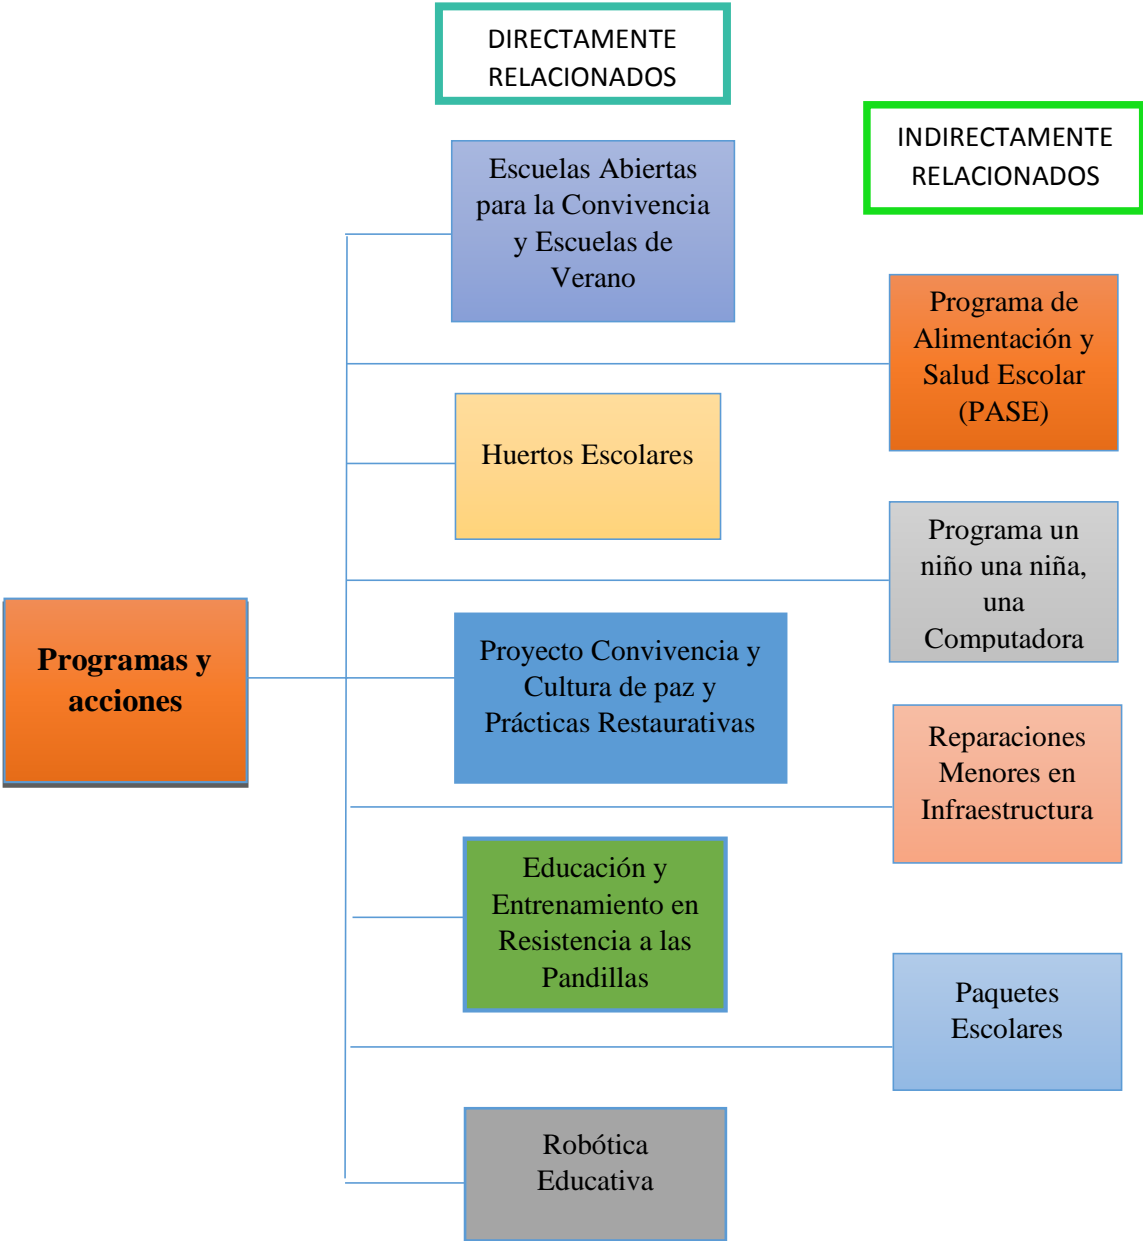 DIRECTAMENTE
RELACIONADOS
INDIRECTAMENTE
RELACIONADOS
Escuelas Abiertas
para la Convivencia
y Escuelas de
Verano
Programa de
Alimentación y
Salud Escolar
(PASE)
Huertos Escolares
Programa un
niño una niña,
una
Computadora
Programas y
acciones
Proyecto Convivencia y
Cultura de paz y
Prácticas Restaurativas
Reparaciones
Menores en
Infraestructura
Educación y
Entrenamiento en
Resistencia a las
Pandillas
Paquetes
Escolares
Robótica
Educativa